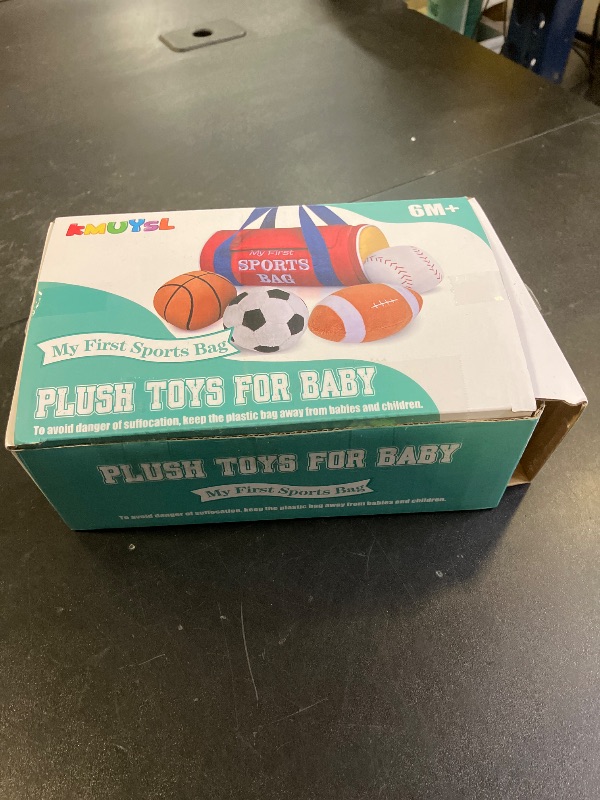 KMUYSL
6M+
My First
SPORTS
BAG
My First Sports Bag
PLUSH TOYS FOR BABY
To avoid danger of suffocation, keep the plastic bag away from babies and children.
PLUSH TOYS FOR BABY
My First Sports Bag
To avoid danger of suffocation, keep the plastic bag away from babies and children.